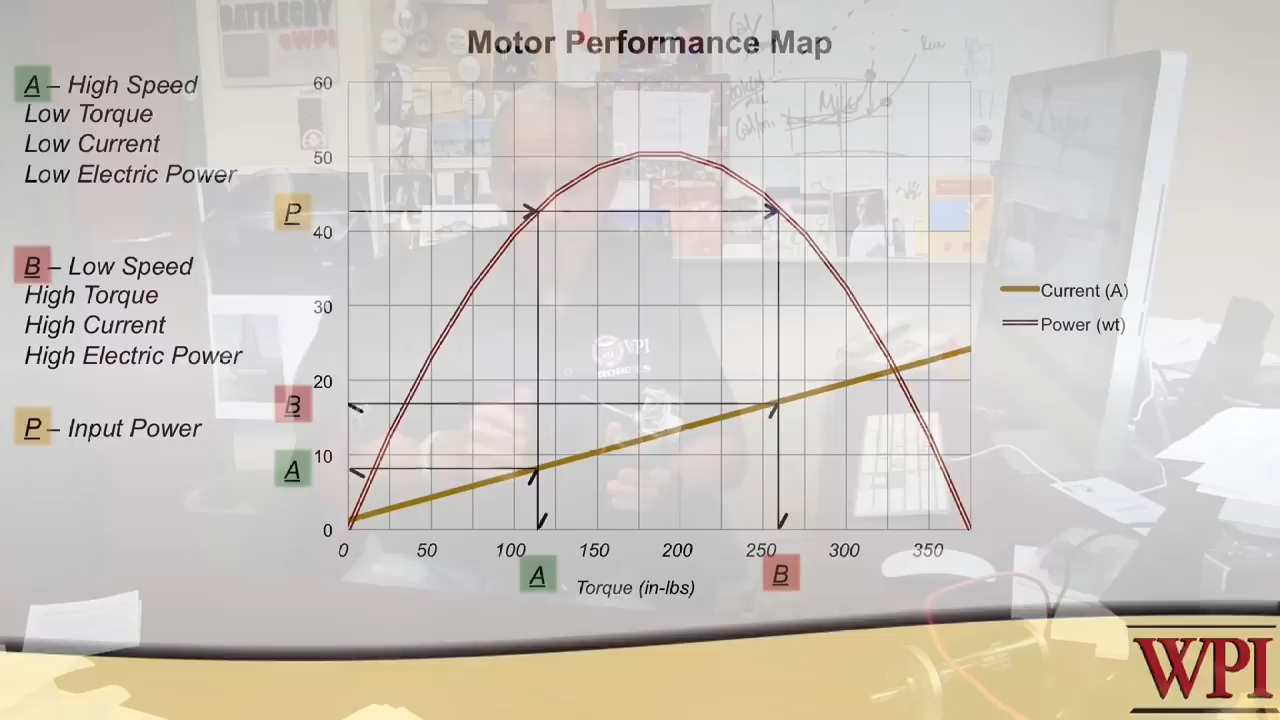 BATTLECRY
@WPI
Motor Performance Map
A – High Speed
Low Torque
Low Current
Low Electric Power
B – Low Speed
High Torque
High Current
High Electric Power
P – Input Power
P
B
A
60
50
40
30
20
10
0
0 50 100 150 200 250 300 350
A
B
Torque (in-lbs)
Current (A)
Power (wt)
WPI
ROBOTICS
WPI